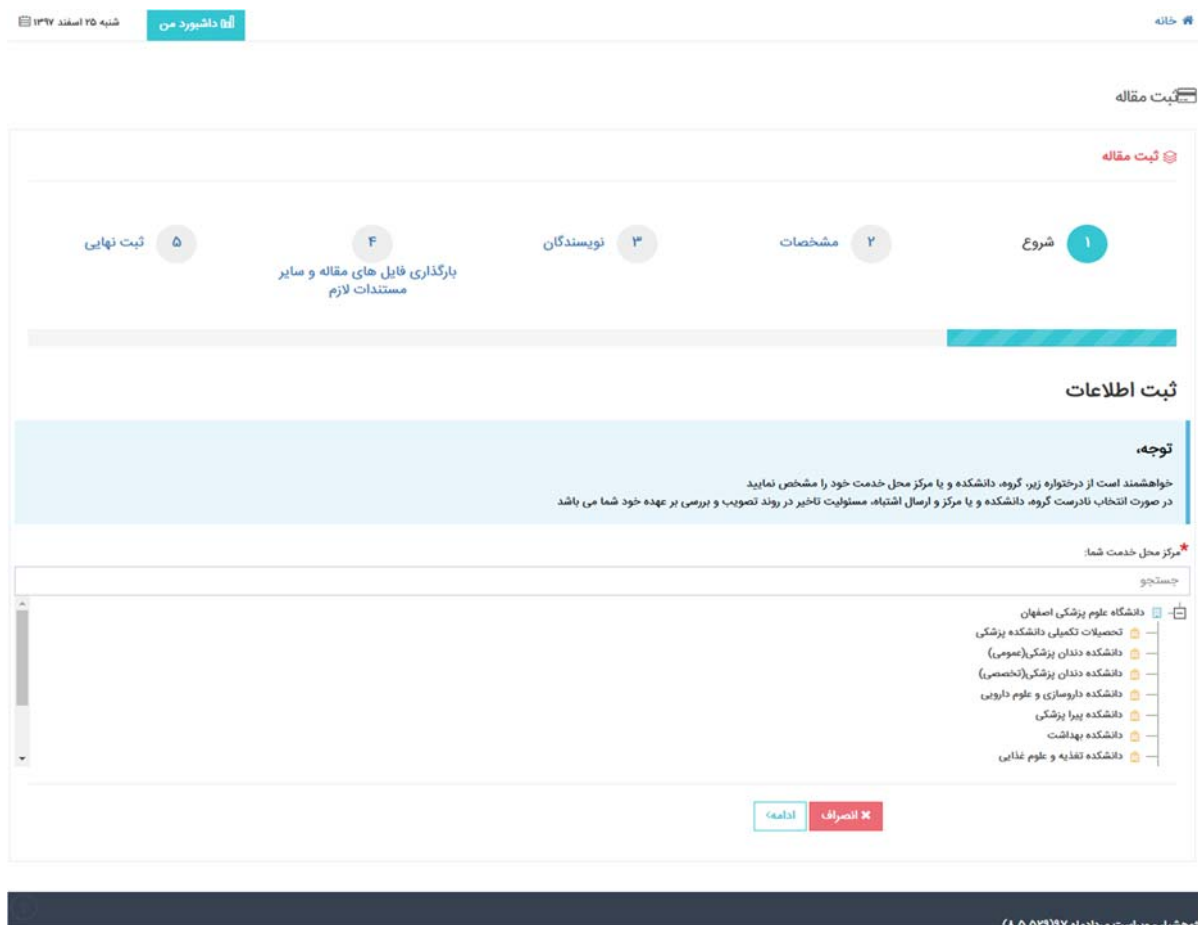 خانه
داشبورد من
شنبه ۲۵ اسفند ۱۳۹۷
ثبت مقاله
ثبت مقاله
۱ شروع
۲ مشخصات
۳ نویسندگان
۴
بارگذاری فایل های مقاله و سایر
مستندات لازم
۵ ثبت نهایی
ثبت اطلاعات
توجه،
خواهشمند است از درختواره زیر، گروه، دانشکده و یا مرکز محل خدمت خود را مشخص نمایید
در صورت انتخاب نادرست گروه، دانشکده و یا مرکز و ارسال اشتباه، مسئولیت تاخیر در روند تصویب و بررسی بر عهده خود شما می باشد
*مرکز محل خدمت شما:
جستجو
دانشگاه علوم پزشکی اصفهان
تحصیلات تکمیلی دانشکده پزشکی
دانشکده دندان پزشکی(عمومی)
دانشکده دندان پزشکی(تخصصی)
دانشکده داروسازی و علوم دارویی
دانشکده پیرا پزشکی
دانشکده بهداشت
دانشکده تغذیه و علوم غذایی
انصراف
ادامه>